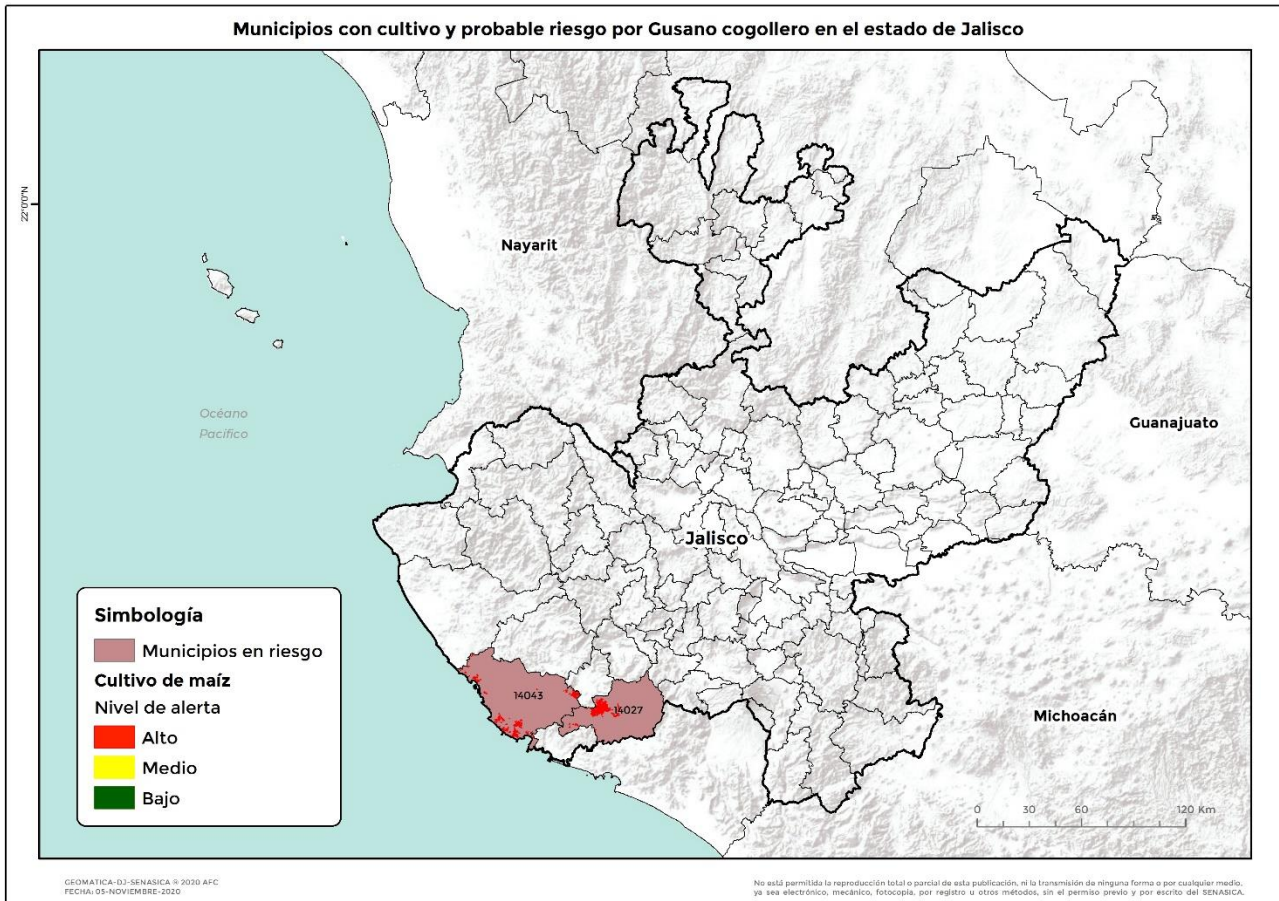 Municipios con cultivo y probable riesgo por Gusano cogollero en el estado de Jalisco
22°0'0"N
Nayarit
Océano
Pacífico
Guanajuato
Jalisco
Simbología
Municipios en riesgo
Cultivo de maíz
Nivel de alerta
Alto
Medio
Bajo
14043
14027
Michoacán
0 30 60 120 Km
GEOMATICA-DJ-SENASICA ® 2020 AFC
FECHA: 05-NOVIEMBRE-2020
No está permitida la reproducción total o parcial de esta publicación, ni la transmisión de ninguna forma o por cualquier medio,
ya sea electrónico, mecánico, fotocopia, por registro u otros métodos, sin el permiso previo y por escrito del SENASICA.